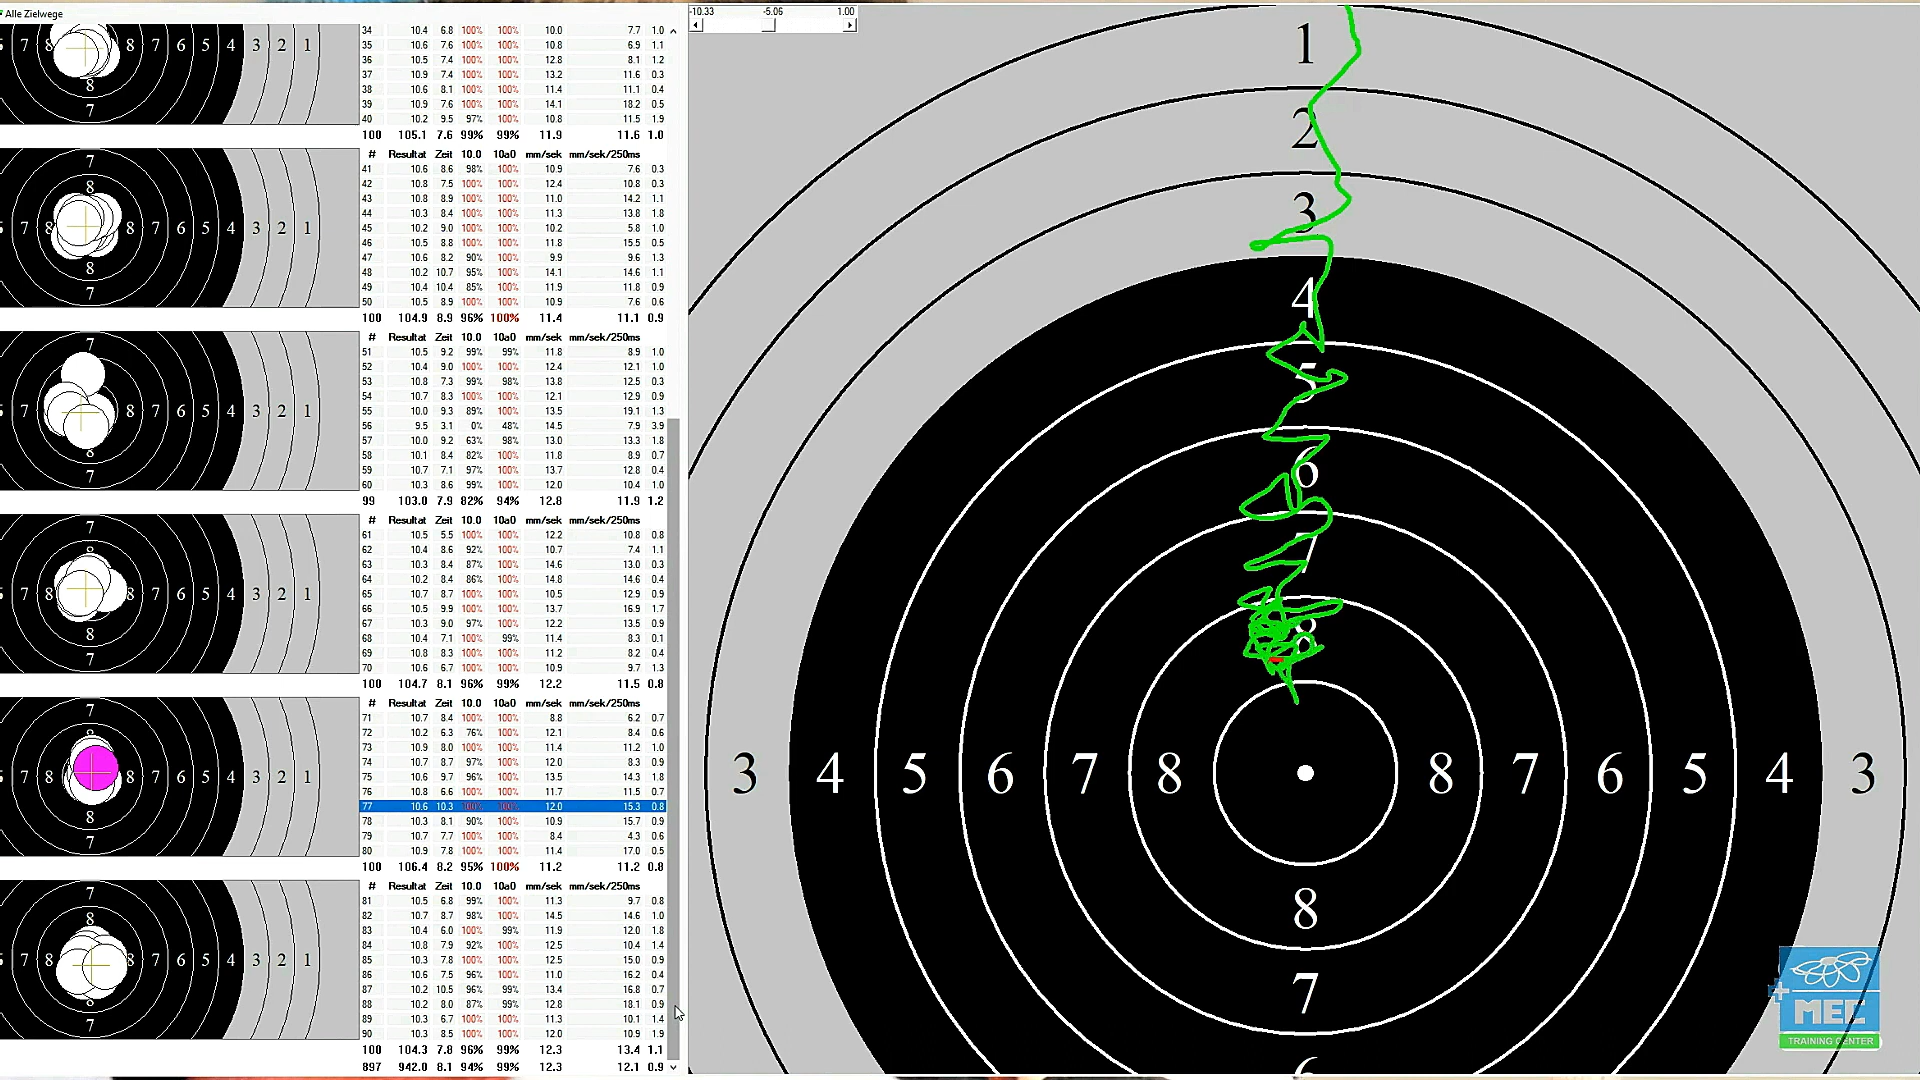 Alle Zielwege
-10.33 -5.06 1.00
34 10.4 6.8 100% 100% 10.0 7.7 1.0
35 10.6 7.6 100% 100% 10.8 6.9 1.1
36 10.5 7.4 100% 100% 12.8 8.1 1.2
37 10.9 7.4 100% 100% 13.2 11.6 0.3
38 10.6 8.1 100% 100% 11.4 11.1 0.4
39 10.9 7.6 100% 100% 14.1 18.2 0.5
40 10.2 9.5 97% 100% 10.8 11.5 1.9
100 105.1 7.6 99% 99% 11.9 11.6 1.0
# Resultat Zeit 10.0 10a0 mm/sek mm/sek/250ms
41 10.6 8.6 98% 100% 10.9 7.6 0.3
42 10.8 7.5 100% 100% 12.4 10.8 0.3
43 10.8 8.9 100% 100% 11.0 14.2 1.1
44 10.3 8.4 100% 100% 11.3 13.8 1.8
45 10.2 9.0 100% 100% 10.2 5.8 1.0
46 10.5 8.8 100% 100% 11.8 15.5 0.5
47 10.6 8.2 90% 100% 9.9 9.6 1.3
48 10.2 10.7 95% 100% 14.1 14.6 1.1
49 10.4 10.4 85% 100% 11.9 11.8 0.9
50 10.5 8.9 100% 100% 10.9 7.6 0.6
100 104.9 8.9 96% 100% 11.4 11.1 0.9
# Resultat Zeit 10.0 10a0 mm/sek mm/sek/250ms
51 10.5 9.2 99% 99% 11.8 8.9 1.0
52 10.4 9.0 100% 100% 12.4 12.1 1.0
53 10.8 7.3 99% 98% 13.8 12.5 0.3
54 10.7 8.3 100% 100% 12.1 12.9 0.9
55 10.0 9.3 89% 100% 13.5 19.1 1.3
56 9.5 3.1 0% 48% 14.5 7.9 3.9
57 10.0 9.2 63% 98% 13.0 13.3 1.8
58 10.1 8.4 82% 100% 11.8 8.9 0.7
59 10.7 7.1 97% 100% 13.7 12.8 0.4
60 10.3 8.6 99% 100% 12.0 10.4 1.0
99 103.0 7.9 82% 94% 12.8 11.9 1.2
# Resultat Zeit 10.0 10a0 mm/sek mm/sek/250ms
61 10.5 5.5 100% 100% 12.2 10.8 0.8
62 10.4 8.6 92% 100% 10.7 7.4 1.1
63 10.3 8.4 87% 100% 14.6 13.0 0.3
64 10.2 8.4 86% 100% 14.8 14.6 0.4
65 10.7 8.7 100% 100% 10.5 12.9 0.9
66 10.5 9.9 100% 100% 13.7 16.9 1.7
67 10.3 9.0 97% 100% 12.2 13.5 0.9
68 10.4 7.1 100% 99% 11.4 8.3 0.1
69 10.8 8.3 100% 100% 11.2 8.2 0.4
70 10.6 6.7 100% 100% 10.9 9.7 1.3
100 104.7 8.1 96% 99% 12.2 11.5 0.8
# Resultat Zeit 10.0 10a0 mm/sek mm/sek/250ms
71 10.7 8.4 100% 100% 8.8 6.2 0.7
72 10.2 6.3 76% 100% 12.1 8.4 0.6
73 10.9 8.0 100% 100% 11.4 11.2 1.0
74 10.7 8.7 97% 100% 12.0 8.3 0.9
75 10.6 9.7 96% 100% 13.5 14.3 1.8
76 10.8 6.6 100% 100% 11.7 11.5 0.7
77 10.6 10.3 100% 100% 12.0 15.3 0.8
78 10.3 8.1 90% 100% 10.9 15.7 0.9
79 10.7 7.7 100% 100% 8.4 4.3 0.6
80 10.9 7.8 100% 100% 11.4 17.0 0.5
100 106.4 8.2 95% 100% 11.2 11.2 0.8
# Resultat Zeit 10.0 10a0 mm/sek mm/sek/250ms
81 10.5 6.8 99% 100% 11.3 9.7 0.8
82 10.7 8.7 98% 100% 14.5 14.6 1.0
83 10.4 6.0 100% 99% 11.9 12.0 1.8
84 10.8 7.9 92% 100% 12.5 10.4 1.4
85 10.3 7.8 100% 100% 12.5 15.0 0.9
86 10.6 7.5 96% 100% 11.0 16.2 0.4
87 10.2 10.5 96% 99% 13.4 16.8 0.7
88 10.2 8.0 87% 99% 12.8 18.1 0.9
89 10.3 6.7 100% 100% 11.3 10.1 1.4
90 10.3 8.5 100% 100% 12.0 10.9 1.9
100 104.3 7.8 96% 99% 12.3 13.4 1.1
897 942.0 8.1 94% 99% 12.3 12.1 0.9
1
2
3
4
5
6
7
8
3 4 5 6 7 8 8 7 6 5 4 3
8
7
6
MEC
TRAINING CENTER